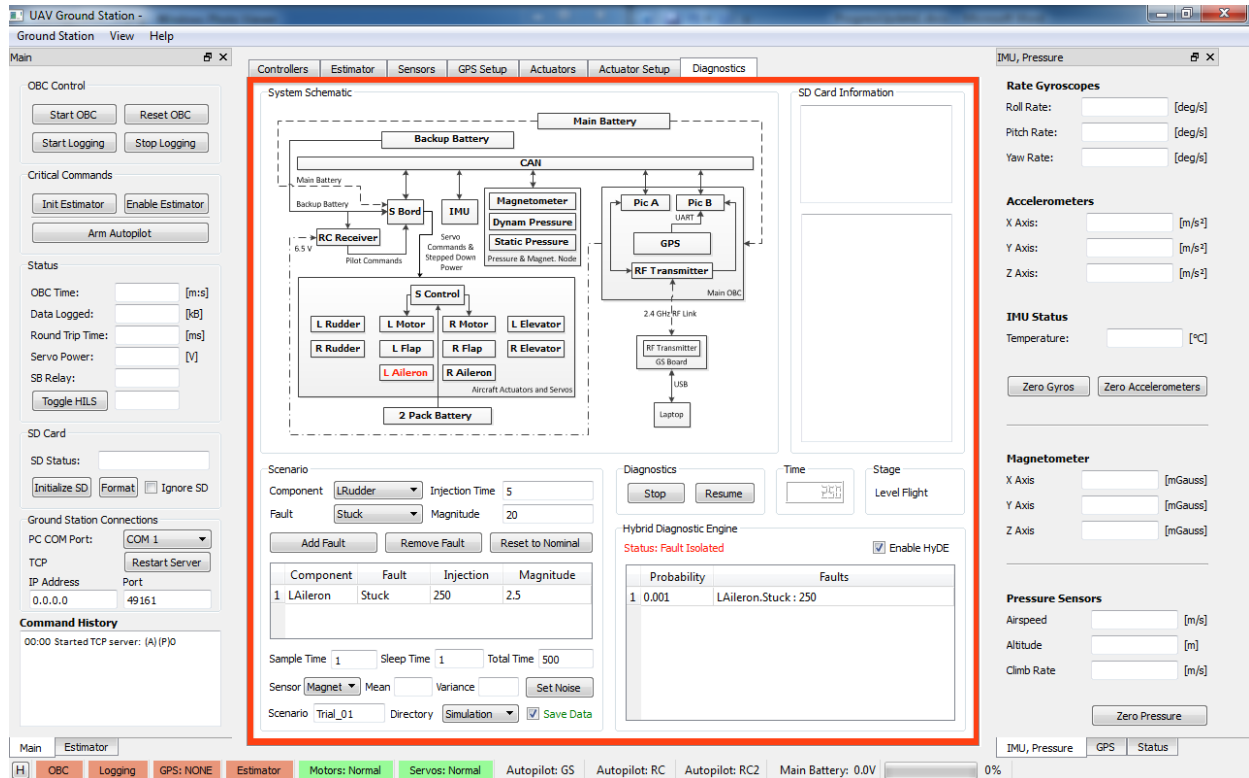 UAV Ground Station -
Ground Station View Help
Main
OBC Control
Start OBC Reset OBC
Start Logging Stop Logging
Critical Commands
Init Estimator Enable Estimator
Arm Autopilot
Status
OBC Time: [m:s]
Data Logged: [kB]
Round Trip Time: [ms]
Servo Power: [V]
SB Relay:
Toggle HILS
SD Card
SD Status:
Initialize SD Format Ignore SD
Ground Station Connections
PC COM Port: COM 1
TCP Restart Server
IP Address Port
0.0.0.0 49161
Command History
00:00 Started TCP server: (A)(P)0
Main Estimator
Controllers Estimator Sensors GPS Setup Actuators Actuator Setup Diagnostics
System Schematic
Main Battery
Backup Battery
CAN
Main Battery
Backup Battery
S Bord
IMU
Magnetometer
Dynam Pressure
Static Pressure
Pressure & Magnet. Node
RC Receiver
6.5 V
Pilot Commands
Servo
Commands &
Stepped Down
Power
Pic A Pic B
UART
GPS
RF Transmitter
Main OBC
S Control
L Rudder L Motor R Motor L Elevator
R Rudder L Flap R Flap R Elevator
L Aileron R Aileron
Aircraft Actuators and Servos
2 Pack Battery
2.4 GHz RF Link
RF Transmitter
GS Board
USB
Laptop
SD Card Information
Scenario
Component LRudder Injection Time 5
Fault Stuck Magnitude 20
Add Fault Remove Fault Reset to Nominal
Component Fault Injection Magnitude
1 LAileron Stuck 250 2.5
Sample Time 1 Sleep Time 1 Total Time 500
Sensor Magnet Mean Variance Set Noise
Scenario Trial_01 Directory Simulation Save Data
Diagnostics
Stop Resume
Time
250
Stage
Level Flight
Hybrid Diagnostic Engine
Status: Fault Isolated Enable HyDE
Probability Faults
1 0.001 LAileron.Stuck : 250
IMU, Pressure
Rate Gyroscopes
Roll Rate: [deg/s]
Pitch Rate: [deg/s]
Yaw Rate: [deg/s]
Accelerometers
X Axis: [m/s²]
Y Axis: [m/s²]
Z Axis: [m/s²]
IMU Status
Temperature: [°C]
Zero Gyros Zero Accelerometers
Magnetometer
X Axis [mGauss]
Y Axis [mGauss]
Z Axis [mGauss]
Pressure Sensors
Airspeed [m/s]
Altitude [m]
Climb Rate [m/s]
Zero Pressure
IMU, Pressure GPS Status
H OBC Logging GPS: NONE Estimator Motors: Normal Servos: Normal Autopilot: GS Autopilot: RC Autopilot: RC2 Main Battery: 0.0V 0%